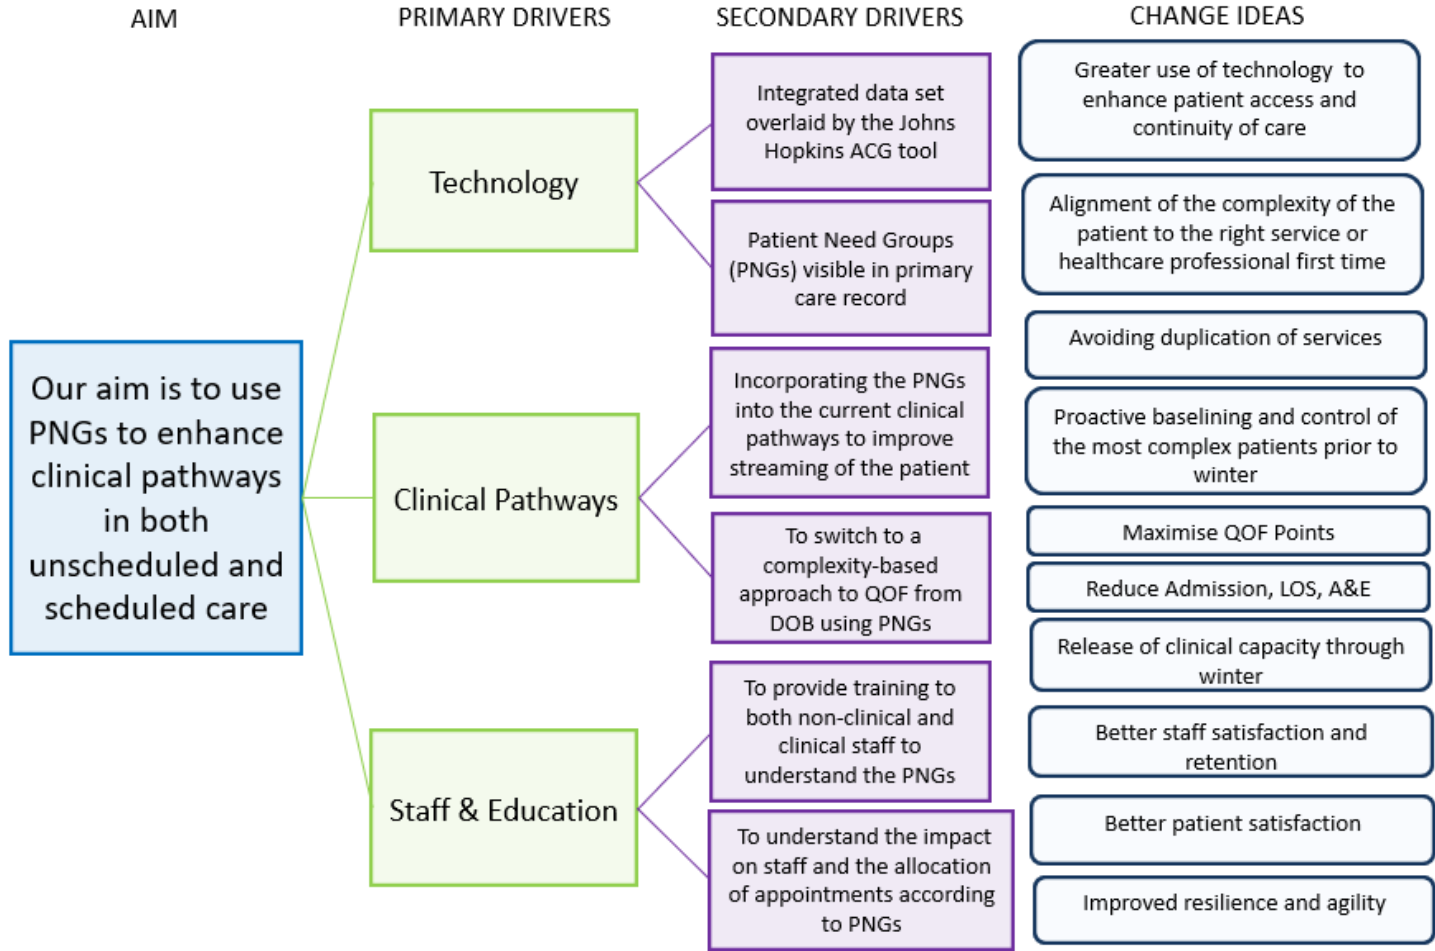 AIM
PRIMARY DRIVERS
SECONDARY DRIVERS
CHANGE IDEAS
Our aim is to use
PNGs to enhance
clinical pathways
in both
unscheduled and
scheduled care
Technology
Clinical Pathways
Staff & Education
Integrated data set
overlaid by the Johns
Hopkins ACG tool
Patient Need Groups
(PNGs) visible in primary
care record
Incorporating the PNGs
into the current clinical
pathways to improve
streaming of the patient
To switch to a
complexity-based
approach to QOF from
DOB using PNGs
To provide training to
both non-clinical and
clinical staff to
understand the PNGs
To understand the impact
on staff and the allocation
of appointments according
to PNGs
Greater use of technology to
enhance patient access and
continuity of care
Alignment of the complexity of the
patient to the right service or
healthcare professional first time
Avoiding duplication of services
Proactive baselining and control of
the most complex patients prior to
winter
Maximise QOF Points
Reduce Admission, LOS, A&E
Release of clinical capacity through
winter
Better staff satisfaction and
retention
Better patient satisfaction
Improved resilience and agility